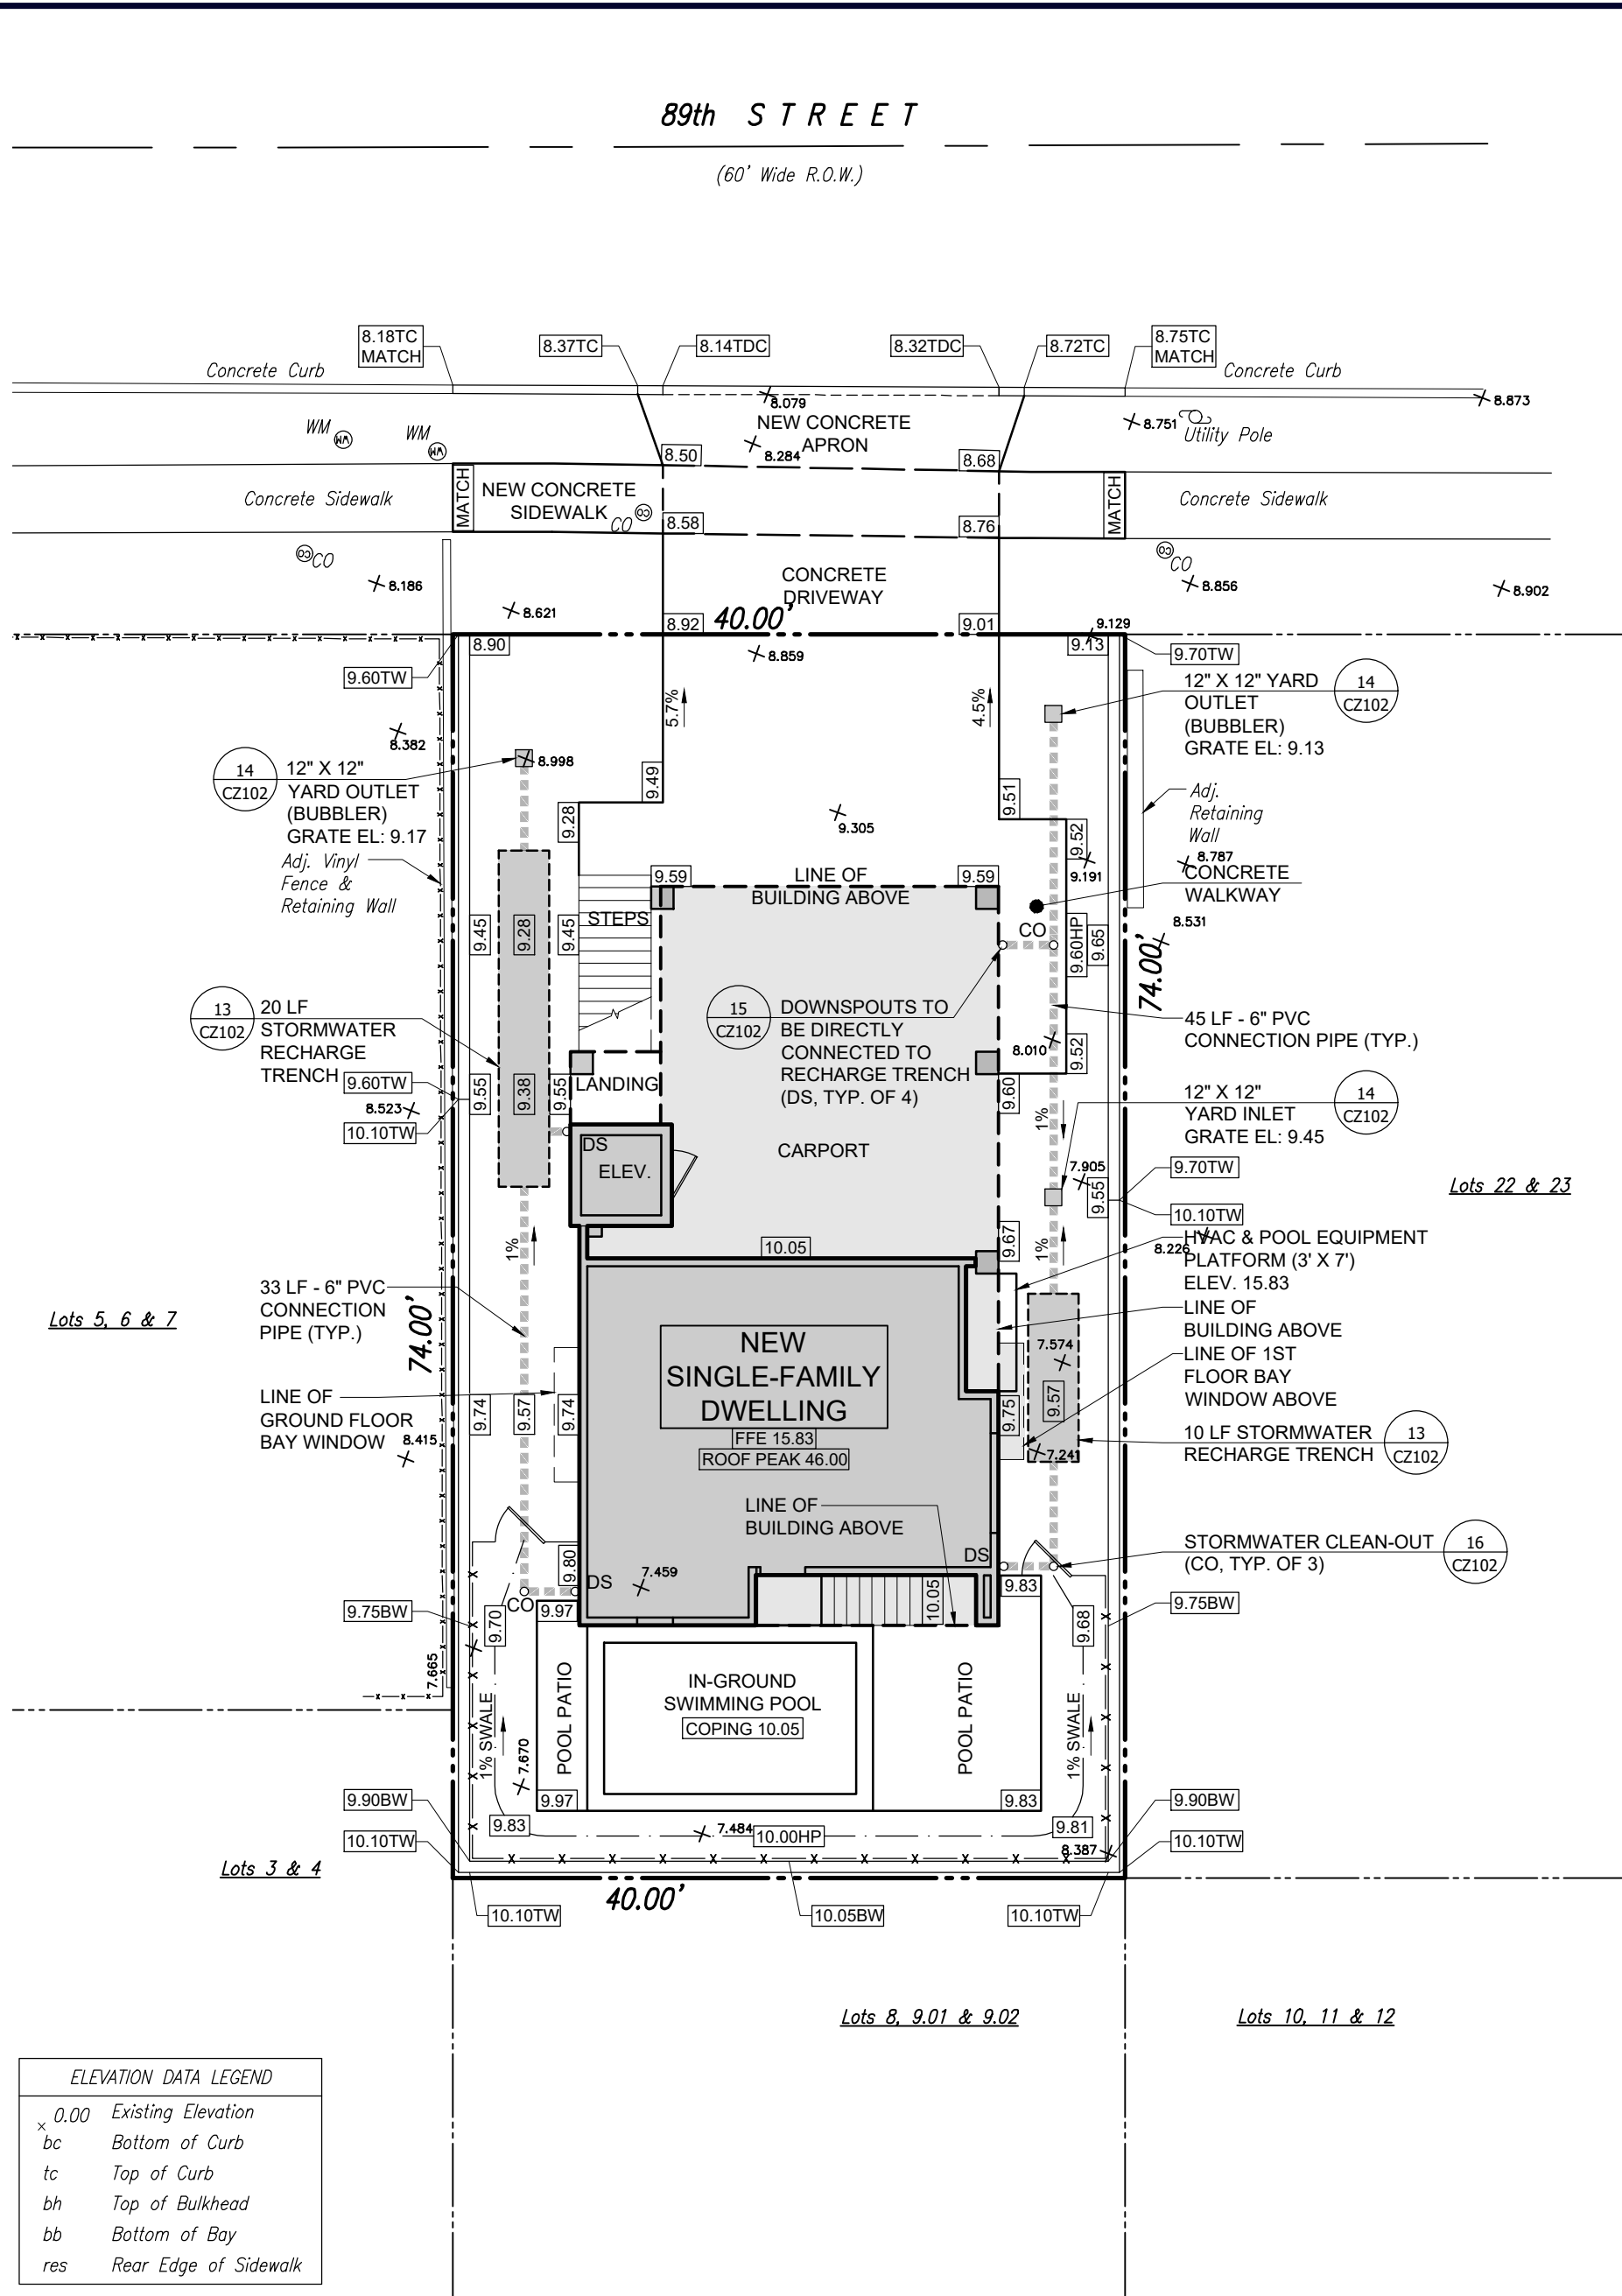 89th STREET
(60' Wide R.O.W.)
8.18TC
MATCH
8.37TC
8.14TDC
8.32TDC
8.72TC
8.75TC
MATCH
Concrete Curb
Concrete Curb
8.079
8.873
NEW CONCRETE
APRON
8.751
Utility Pole
WM
WM
WM
WM
8.284
8.50
8.68
MATCH
NEW CONCRETE
SIDEWALK
CO
CO
Concrete Sidewalk
MATCH
Concrete Sidewalk
8.58
8.76
CO
CO
CO
CO
8.186
8.621
CONCRETE
DRIVEWAY
8.856
8.902
8.92
40.00'
9.01
9.129
8.90
8.859
9.13
9.60TW
9.70TW
12" X 12" YARD
OUTLET
(BUBBLER)
GRATE EL: 9.13
14
CZ102
5.7%
4.5%
8.382
8.998
14
CZ102
12" X 12"
YARD OUTLET
(BUBBLER)
GRATE EL: 9.17
9.49
9.28
9.51
9.52
9.305
Adj.
Retaining
Wall
Adj. Vinyl
Fence &
Retaining Wall
8.787
CONCRETE
WALKWAY
9.191
9.59
LINE OF
BUILDING ABOVE
9.59
STEPS
9.45
9.28
9.45
CO
9.60HP
9.65
8.531
74.00'
13
CZ102
20 LF
STORMWATER
RECHARGE
TRENCH
15
CZ102
DOWNSPOUTS TO
BE DIRECTLY
CONNECTED TO
RECHARGE TRENCH
(DS, TYP. OF 4)
45 LF - 6" PVC
CONNECTION PIPE (TYP.)
8.010
9.52
9.60TW
8.523
10.10TW
9.55
9.38
9.55
LANDING
9.60
12" X 12"
YARD INLET
GRATE EL: 9.45
14
CZ102
1%
DS
ELEV.
CARPORT
7.905
9.55
9.70TW
10.10TW
Lots 22 & 23
1%
10.05
9.67
1%
8.226
HVAC & POOL EQUIPMENT
PLATFORM (3' X 7')
ELEV. 15.83
33 LF - 6" PVC
CONNECTION
PIPE (TYP.)
Lots 5, 6 & 7
74.00'
NEW
SINGLE-FAMILY
DWELLING
FFE 15.83
ROOF PEAK 46.00
LINE OF
BUILDING ABOVE
7.574
LINE OF 1ST
FLOOR BAY
WINDOW ABOVE
LINE OF
GROUND FLOOR
BAY WINDOW
8.415
9.74
9.57
9.74
9.75
9.57
7.241
10 LF STORMWATER
RECHARGE TRENCH
13
CZ102
LINE OF
BUILDING ABOVE
DS
STORMWATER CLEAN-OUT
(CO, TYP. OF 3)
16
CZ102
9.80
DS
7.459
CO
9.97
10.05
9.83
9.75BW
9.70
9.68
9.75BW
7.665
1% SWALE
7.670
POOL PATIO
IN-GROUND
SWIMMING POOL
COPING 10.05
POOL PATIO
1% SWALE
9.90BW
9.97
9.83
9.90BW
9.83
7.484
10.00HP
9.81
10.10TW
8.387
10.10TW
Lots 3 & 4
40.00'
10.10TW
10.05BW
10.10TW
Lots 8, 9.01 & 9.02
Lots 10, 11 & 12
ELEVATION DATA LEGEND
x 0.00 Existing Elevation
bc Bottom of Curb
tc Top of Curb
bh Top of Bulkhead
bb Bottom of Bay
res Rear Edge of Sidewalk